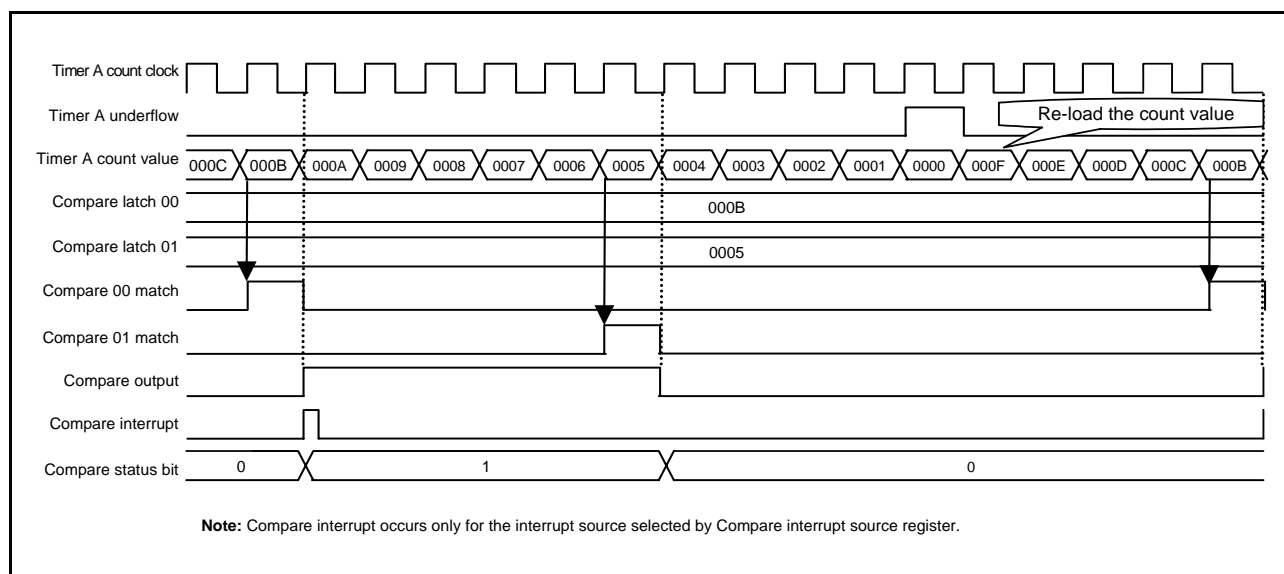 Timer A count clock
Timer A underflow
Re-load the count value
Timer A count value
000C 000B 000A 0009 0008 0007 0006 0005 0004 0003 0002 0001 0000 000F 000E 000D 000C 000B
Compare latch 00
000B
Compare latch 01
0005
Compare 00 match
Compare 01 match
Compare output
Compare interrupt
Compare status bit
0 1 0
Note: Compare interrupt occurs only for the interrupt source selected by Compare interrupt source register.